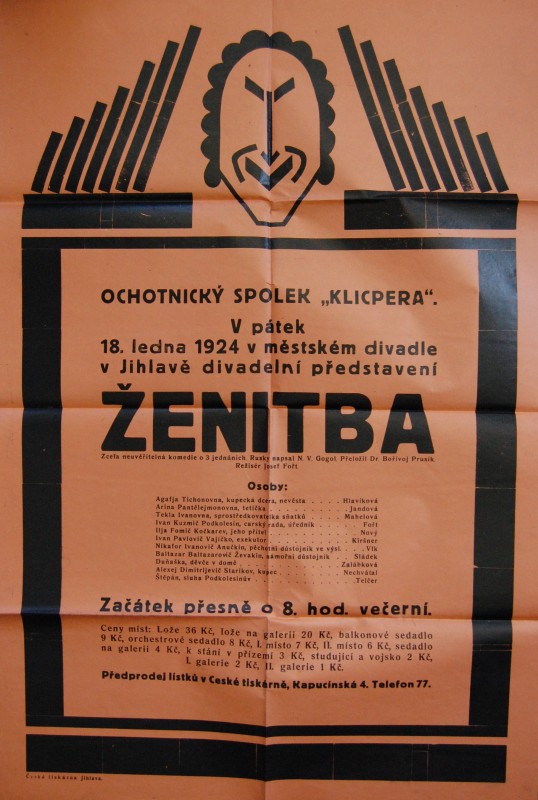 OCHOTNICKÝ SPOLEK „KLICPERA“.
V pátek
18. ledna 1924 v městském divadle
v Jihlavě divadelní představení
ŽENITBA
Zcela neuvěřitelná komedie o 3 jednáních Rusky napsal N. V. Gogol. Přeložil Dr Bořivoj Prusík
Režisér Josef Fořt
Osoby:
Agafja Tichonovna, kupecká dcera, nevěsta . . . . Hlavíková
Arina Pantělejmonovna, tetička . . . . Jandová
Tekla Ivanovna, sprostředkovatelka sňatků . . . . Mahelová
Ivan Kuzmič Podkolesin, carský rada, úředník . . . . Fořt
Ilja Fomič Kočkarev, jeho přítel . . . . Nový
Ivan Pavlovič Vajíčko, exekutor . . . . Kiršner
Nikafor Ivanovič Anučkin, pěchotní důstojník ve výsl. . . . Vlk
Baltazar Baltazarovič Ževakin, námořní důstojník . . . Sládek
Duňaška, děvče v domě . . . . Zalábková
Alexej Dimitrijevič Starikov, kupec . . . . Nechvátal
Štěpán, sluha Podkolesinův . . . . Tejčer
Začátek přesně o 8. hod. večerní.
Ceny míst: Lože 36 Kč, lože na galerii 20 Kč, balkonové sedadlo
9 Kč, orchestrové sedadlo 8 Kč, I. místo 7 Kč, II. místo 6 Kč, sedadlo
na galerii 4 Kč, k stání v přízemí 3 Kč, studující a vojsko 2 Kč,
I. galerie 2 Kč, II. galerie 1 Kč.
Předprodej lístků v České tiskárně, Kapucínská 4. Telefon 77.
Česká tiskárna Jihlava.